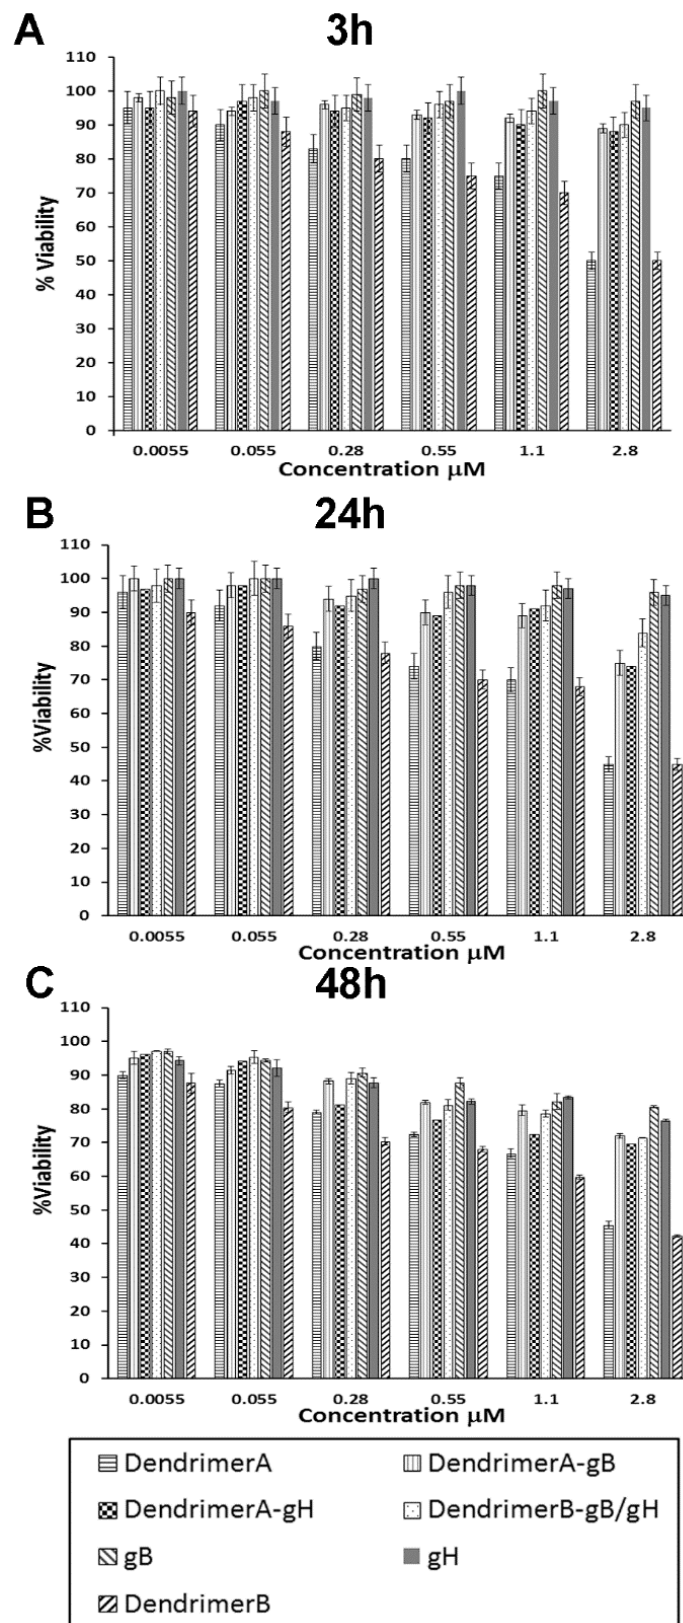 A 3h
110
100
90
80
70
60
50
40
30
20
10
0
% Viability
0.0055 0.055 0.28 0.55 1.1 2.8
Concentration µM
B 24h
110
100
90
80
70
60
50
40
30
20
10
0
%Viability
0.0055 0.055 0.28 0.55 1.1 2.8
Concentration µM
C 48h
110
100
90
80
70
60
50
40
30
20
10
0
%Viability
0.0055 0.055 0.28 0.55 1.1 2.8
Concentration µM
DendrimerA DendrimerA-gB
DendrimerA-gH DendrimerB-gB/gH
gB gH
DendrimerB